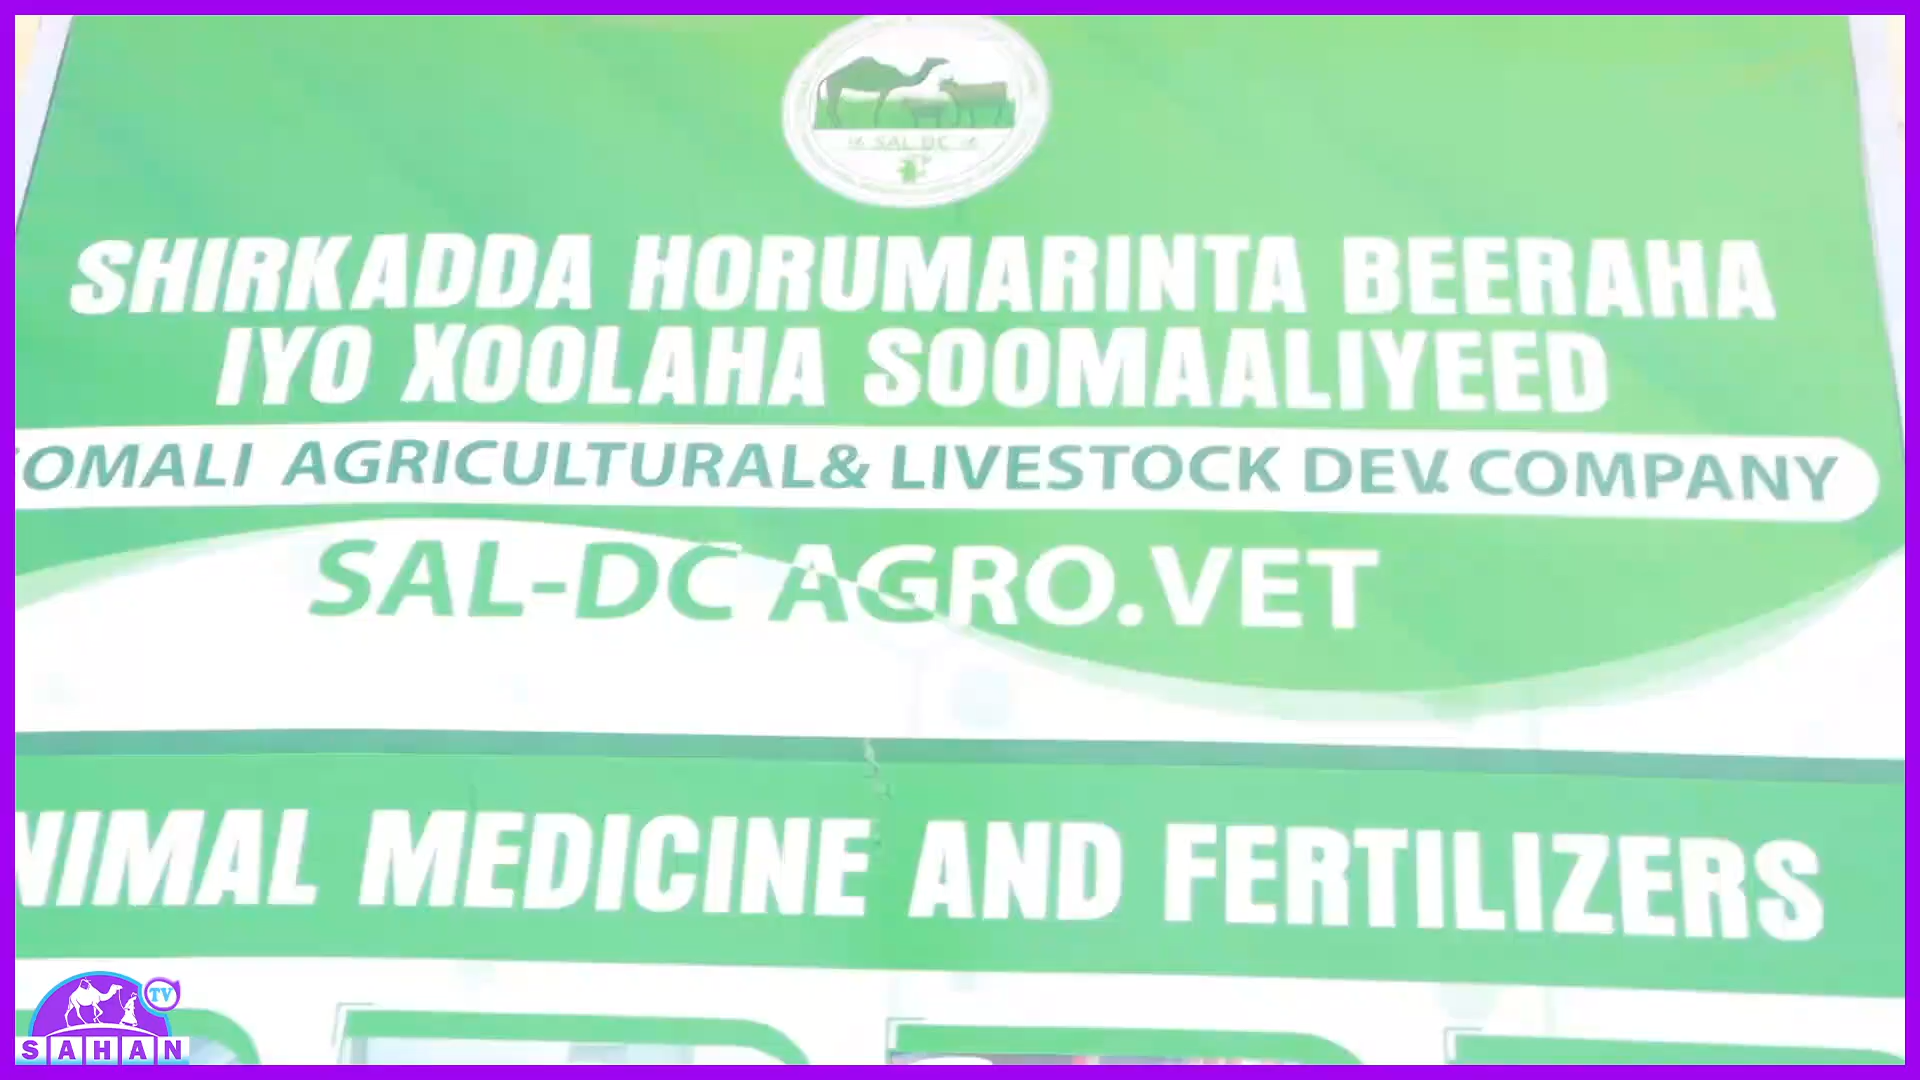 SAL DC
SHIRKADDA HORUMARINTA BEERAHA
IYO XOOLAHA SOOMAALIYEED
OMALI AGRICULTURAL& LIVESTOCK DEV. COMPANY
SAL-DC AGRO.VET
NIMAL MEDICINE AND FERTILIZERS
TV
SAHAN